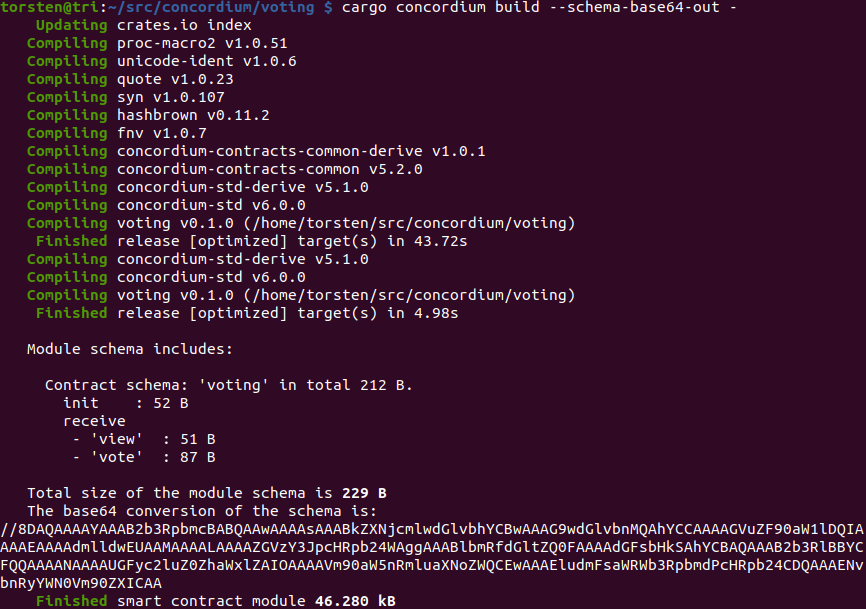 torsten@tri:~/src/concordium/voting $ cargo concordium build --schema-base64-out -
Updating crates.io index
Compiling proc-macro2 v1.0.51
Compiling unicode-ident v1.0.6
Compiling quote v1.0.23
Compiling syn v1.0.107
Compiling hashbrown v0.11.2
Compiling fnv v1.0.7
Compiling concordium-contracts-common-derive v1.0.1
Compiling concordium-contracts-common v5.2.0
Compiling concordium-std-derive v5.1.0
Compiling concordium-std v6.0.0
Compiling voting v0.1.0 (/home/torsten/src/concordium/voting)
Finished release [optimized] target(s) in 43.72s
Compiling concordium-std-derive v5.1.0
Compiling concordium-std v6.0.0
Compiling voting v0.1.0 (/home/torsten/src/concordium/voting)
Finished release [optimized] target(s) in 4.98s
Module schema includes:
Contract schema: 'voting' in total 212 B.
init    : 52 B
receive
- 'view'  : 51 B
- 'vote'  : 87 B
Total size of the module schema is 229 B
The base64 conversion of the schema is:
//8DAQAAAAYAAAB2b3RpbmcBABQAAwAAAAsAAABkZXNjcmlwdGlvbhYCBwAAAG9wdGlvbnMQAhYCCAAAAGVuZF90aW1lDQIA
AAAEAAAAdmlldwEUAAMAAAALAAAAZGVzY3JpcHRpb24WAggAAABlbmRfdGltZQ0FAAAAdGFsbHkSAhYCBAQAAAB2b3RlBBYC
FQQAAAANAAAAUGFyc2luZ0ZhaWxlZAIOAAAAVm90aW5nRmluaXNoZWQCEwAAAEludmFsaWRWb3RpbmdPcHRpb24CDQAAAENv
bnRyYWN0Vm90ZXICAA
Finished smart contract module 46.280 kB